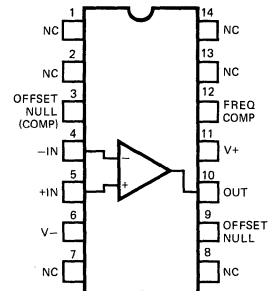 1
NC
2
NC
3
OFFSET
NULL
(COMP)
4
−IN
5
+IN
6
V−
7
NC
−
+
14
NC
13
NC
12
FREQ
COMP
11
V+
10
OUT
9
OFFSET
NULL
8
NC